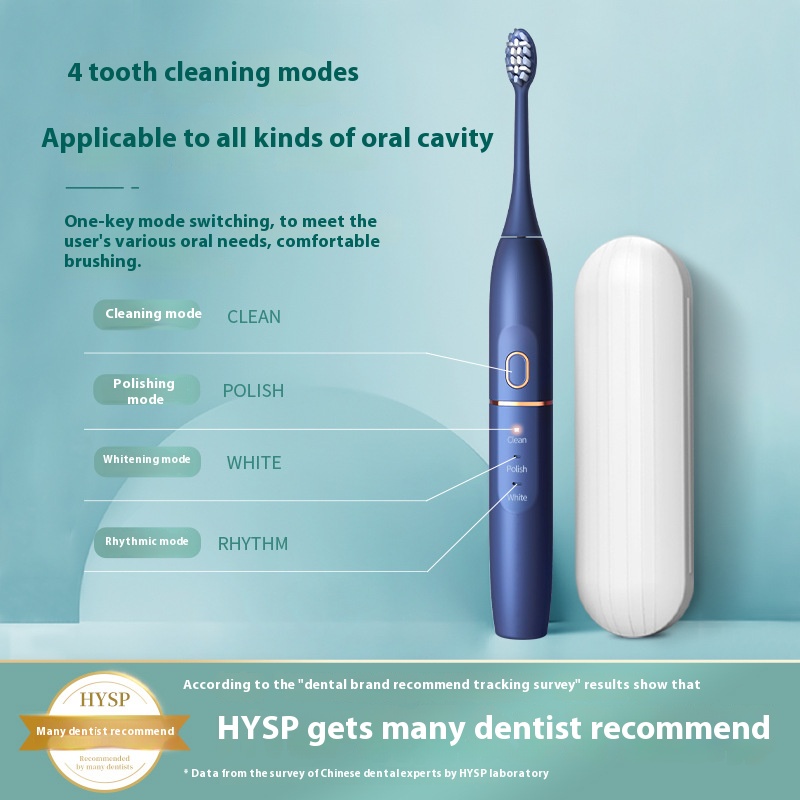 4 tooth cleaning modes
Applicable to all kinds of oral cavity
One-key mode switching, to meet the
user's various oral needs, comfortable
brushing.
Cleaning mode CLEAN
Polishing
mode
POLISH
Whitening mode WHITE
Rhythmic mode RHYTHM
Clean
Polish
White
According to the "dental brand recommend tracking survey" results show that
HYSP gets many dentist recommend
* Data from the survey of Chinese dental experts by HYSP laboratory
HYSP
Many dentist recommend
Recommended
by many dentists